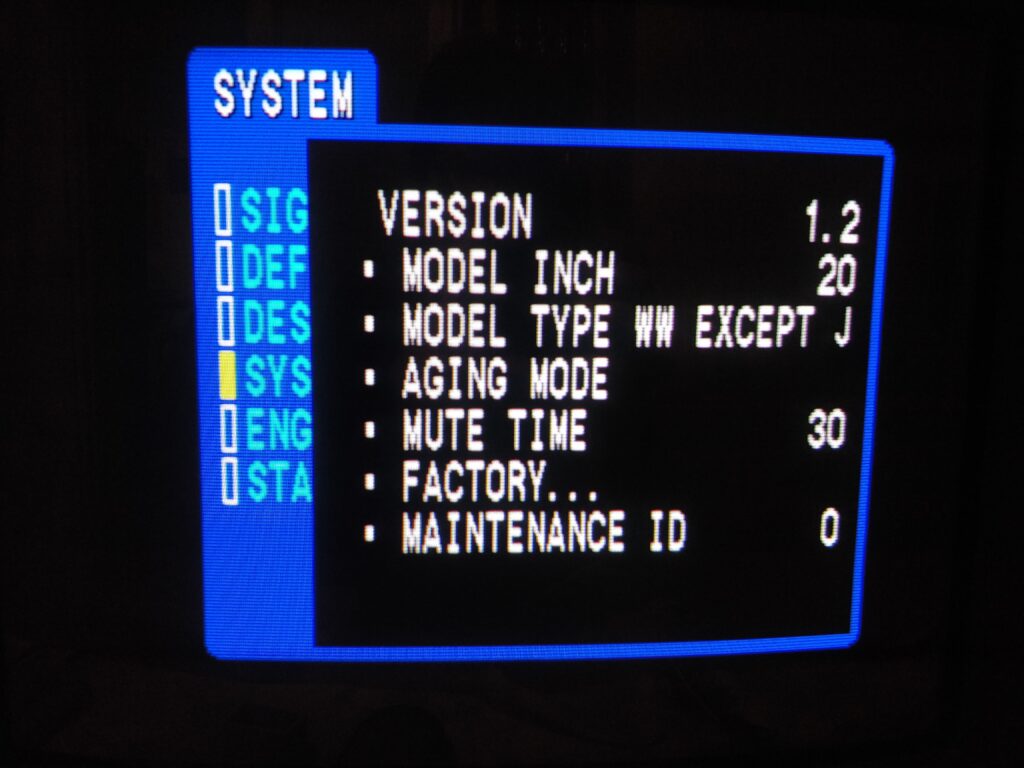 SYSTEM
SIG
DEF
DES
SYS
ENG
STA
VERSION 1.2
MODEL INCH 20
MODEL TYPE WW EXCEPT J
AGING MODE
MUTE TIME 30
FACTORY...
MAINTENANCE ID 0